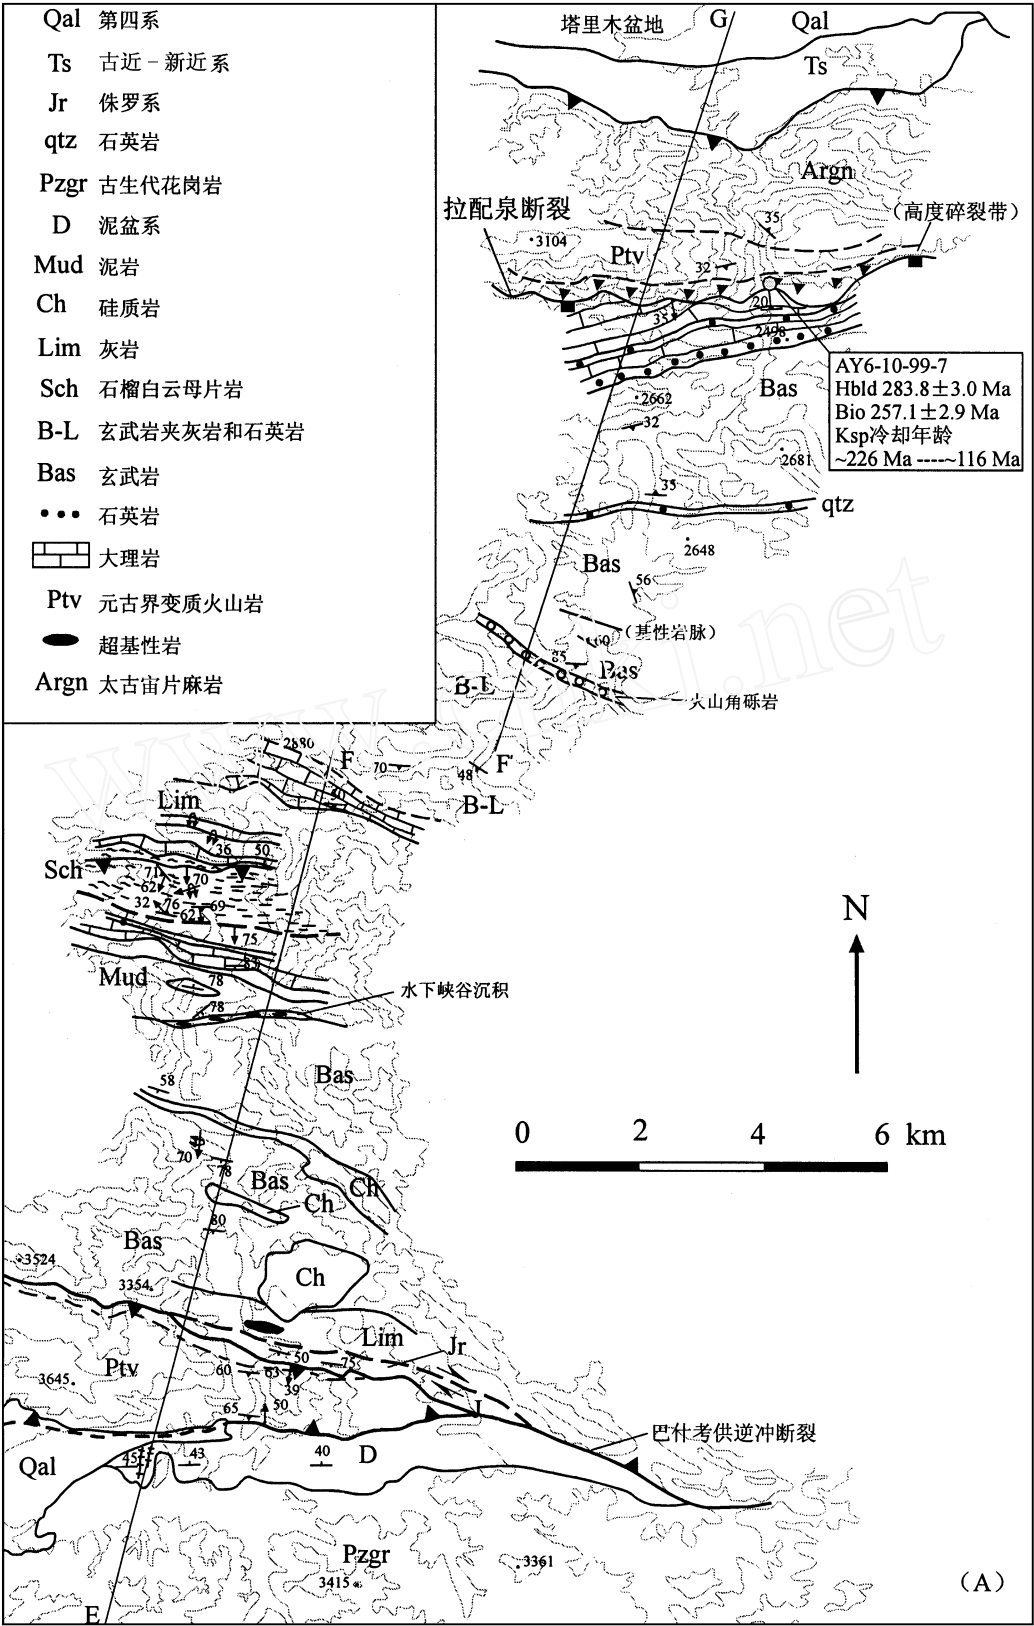 Qal 第四系
Ts 古近-新近系
Jr 侏罗系
qtz 石英岩
Pzgr 古生代花岗岩
D 泥盆系
Mud 泥岩
Ch 硅质岩
Lim 灰岩
Sch 石榴白云母片岩
B-L 玄武岩夹灰岩和石英岩
Bas 玄武岩
石英岩
大理岩
Ptv 元古界变质火山岩
超基性岩
Argn 太古宙片麻岩
塔里木盆地
G
Qal
Ts
Argn
拉配泉断裂
(高度碎裂带)
35
3104
Ptv
32
20
35
2498
AY6-10-99-7
Hbld 283.8±3.0 Ma
Bio 257.1±2.9 Ma
Ksp冷却年龄
~226 Ma ----~116 Ma
Bas
2662
32
2681
35
qtz
2648
Bas
56
(基性岩脉)
60
85
Bas
B-L
火山角砾岩
2880
F
70
48
F'
B-L
50
Lim
36
50
Sch
71
70
62
32
76
69
62
75
83
Mud
78
水下峡谷沉积
78
Bas
58
N
0 2 4 6 km
70
78
Bas
Ch
Ch
80
Bas
3524
Ch
3354
Lim
Jr
50
75
Ptv
60
63
39
3645
50
65
J
巴什考供逆冲断裂
D
Qal
45
43
40
Pzgr
3361
3415
(A)
E